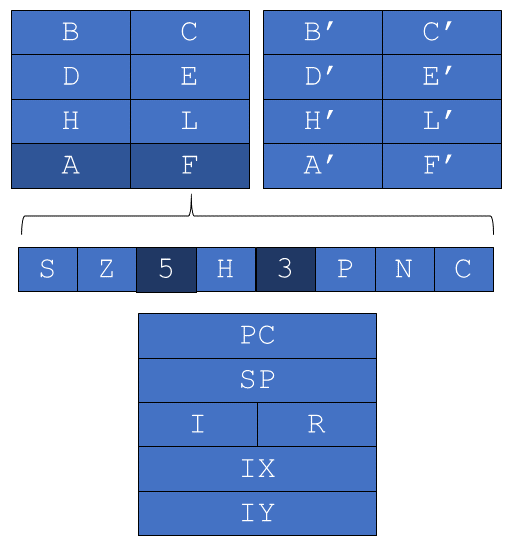 B C B′ C′
D E D′ E′
H L H′ L′
A F A′ F′
S Z 5 H 3 P N C
PC
SP
I R
IX
IY